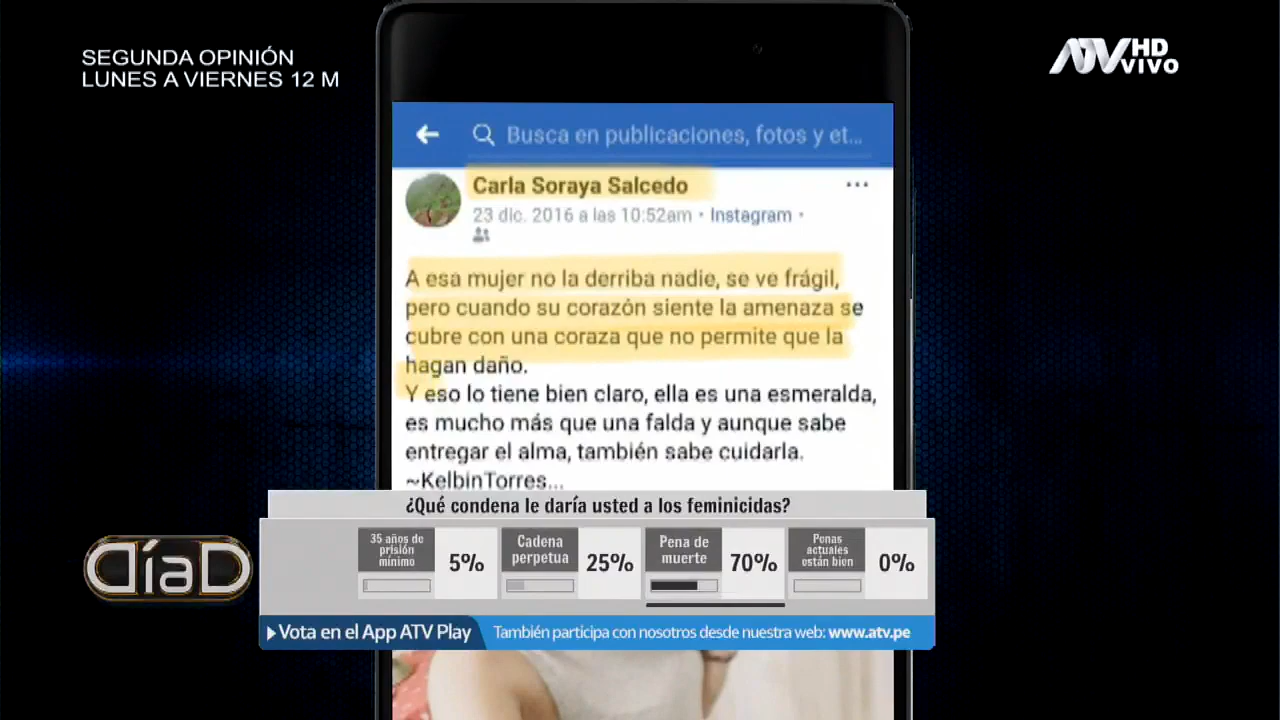 SEGUNDA OPINIÓN
LUNES A VIERNES 12 M
ATV HD
VIVO
Busca en publicaciones, fotos y et...
Carla Soraya Salcedo
23 dic. 2016 a las 10:52am • Instagram •
A esa mujer no la derriba nadie, se ve frágil,
pero cuando su corazón siente la amenaza se
cubre con una coraza que no permite que la
hagan daño.
Y eso lo tiene bien claro, ella es una esmeralda,
es mucho más que una falda y aunque sabe
entregar el alma, también sabe cuidarla.
~KelbinTorres...
¿Qué condena le daría usted a los feminicidas?
35 años de
prisión
mínimo
5%
Cadena
perpetua
25%
Pena de
muerte
70%
Penas
actuales
están bien
0%
DíaD
Vota en el App ATV Play
También participa con nosotros desde nuestra web: www.atv.pe